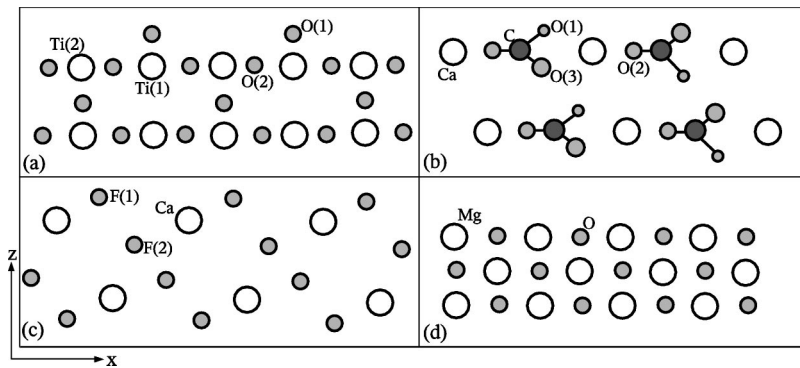 O(1)
Ti(2)
Ti(1)
O(2)
(a)
C
O(1)
Ca
O(3)
O(2)
(b)
F(1)
Ca
F(2)
(c)
Mg
O
(d)
z
x